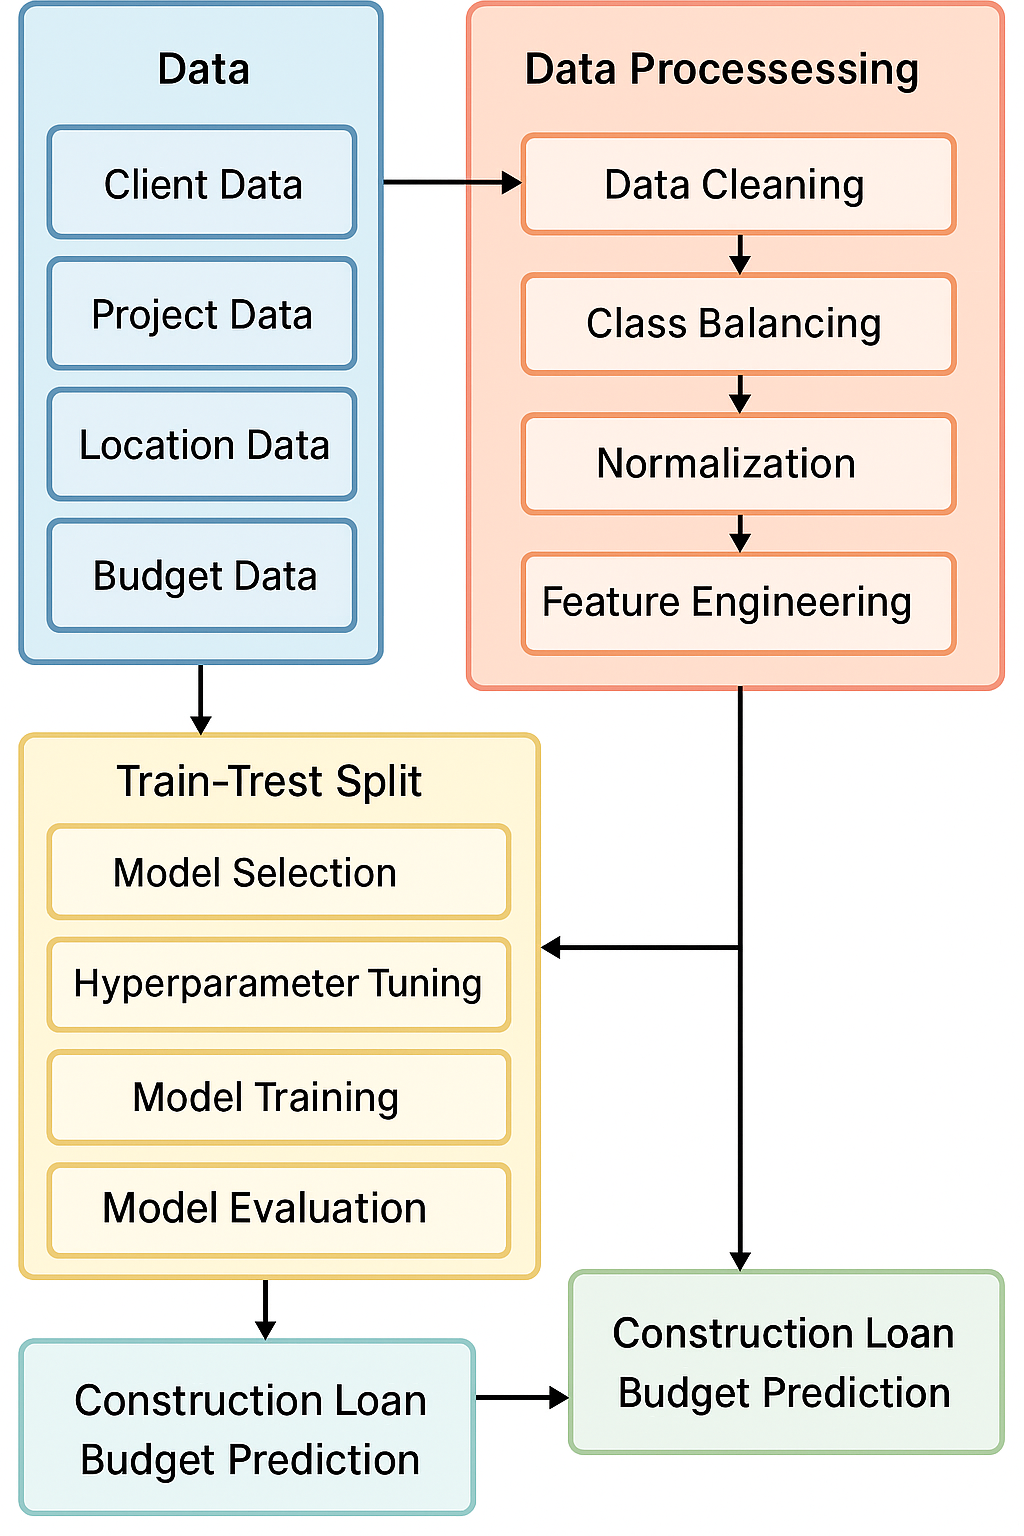 Data
Client Data
Project Data
Location Data
Budget Data
Data Processessing
Data Cleaning
Class Balancing
Normalization
Feature Engineering
Train-Trest Split
Model Selection
Hyperparameter Tuning
Model Training
Model Evaluation
Construction Loan
Budget Prediction
Construction Loan
Budget Prediction